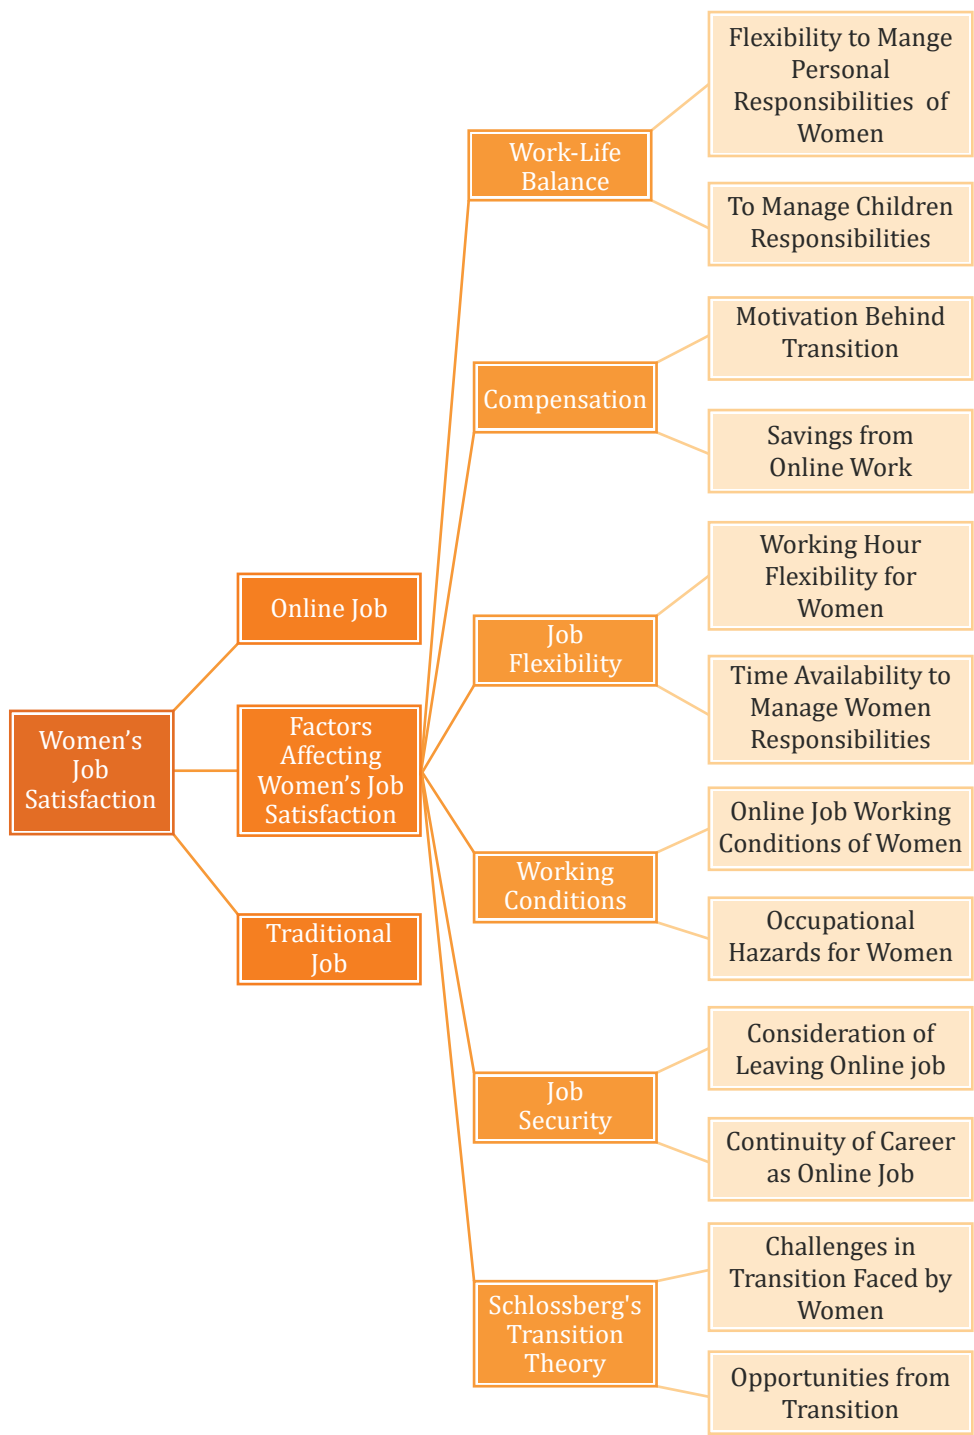 Women's
Job
Satisfaction
Online Job
Factors
Affecting
Women's Job
Satisfaction
Traditional
Job
Work-Life
Balance
Flexibility to Mange
Personal
Responsibilities of
Women
To Manage Children
Responsibilities
Compensation
Motivation Behind
Transition
Savings from
Online Work
Job
Flexibility
Working Hour
Flexibility for
Women
Time Availability to
Manage Women
Responsibilities
Working
Conditions
Online Job Working
Conditions of Women
Occupational
Hazards for Women
Job
Security
Consideration of
Leaving Online job
Continuity of Career
as Online Job
Schlossberg's
Transition
Theory
Challenges in
Transition Faced by
Women
Opportunities from
Transition